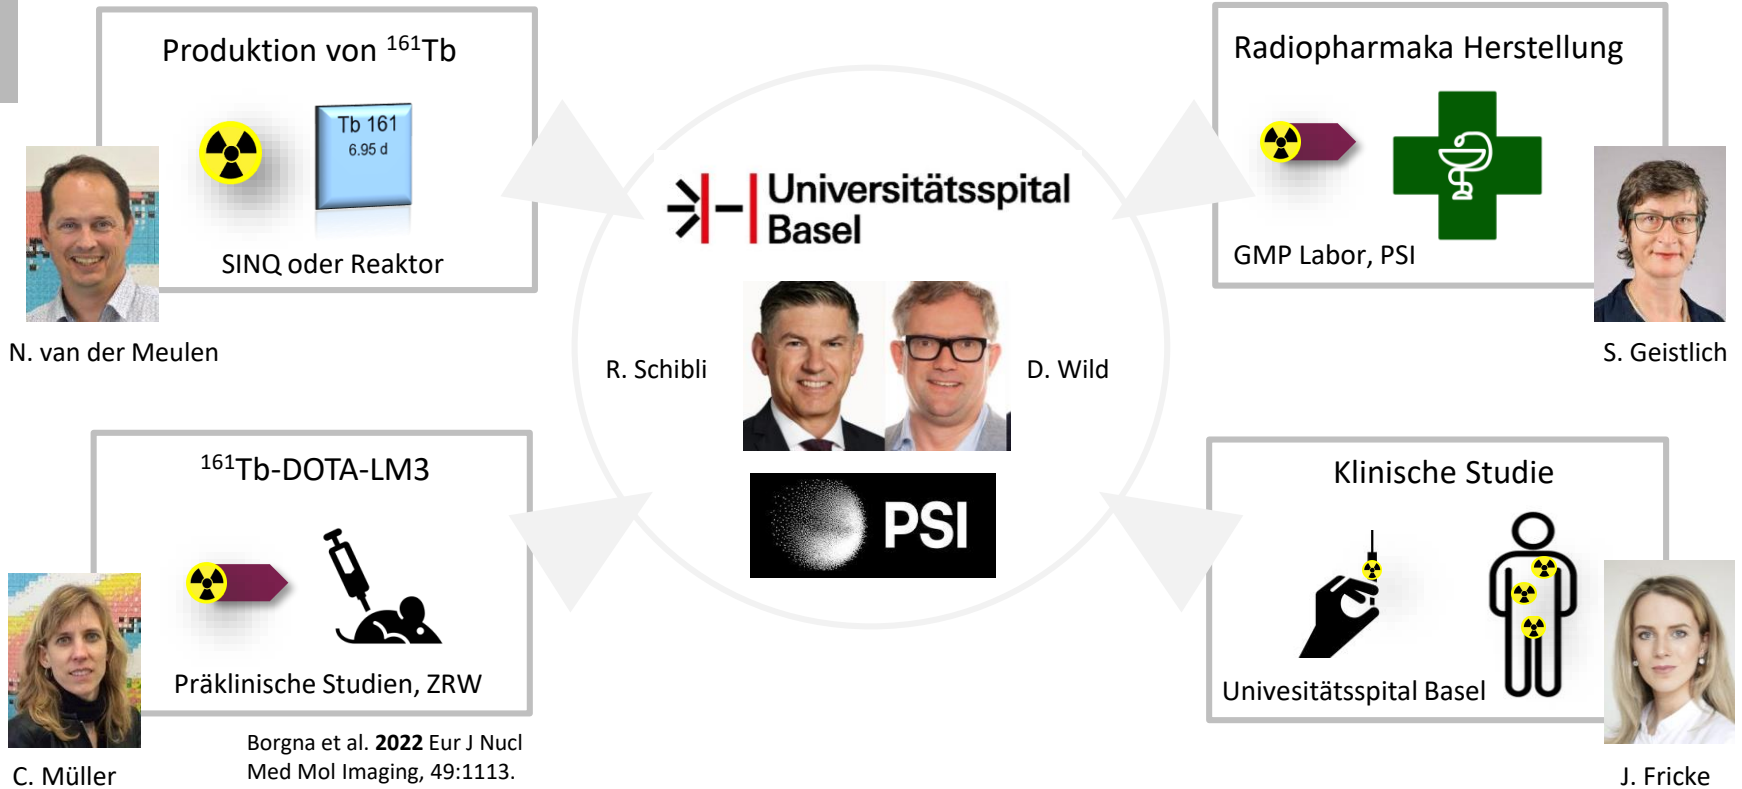 Produktion von ¹⁶¹Tb
Tb 161
6.95 d
SINQ oder Reaktor
N. van der Meulen
Radiopharmaka Herstellung
GMP Labor, PSI
S. Geistlich
Universitätsspital
Basel
R. Schibli
D. Wild
PSI
¹⁶¹Tb-DOTA-LM3
Präklinische Studien, ZRW
C. Müller
Borgna et al. 2022 Eur J Nucl
Med Mol Imaging, 49:1113.
Klinische Studie
Univesitätsspital Basel
J. Fricke